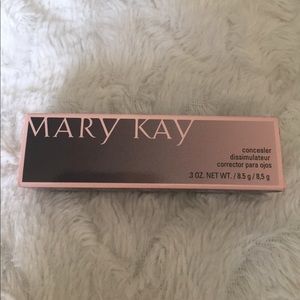 MARY KAY
concealer
dissimulateur
corrector para ojos
.3 OZ. NET WT. / 8.5 g / 8,5 g